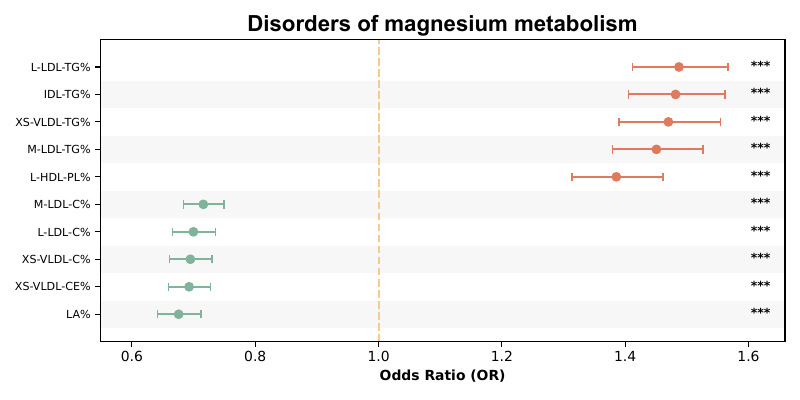 Disorders of magnesium metabolism
L-LDL-TG% ***
IDL-TG% ***
XS-VLDL-TG% ***
M-LDL-TG% ***
L-HDL-PL% ***
M-LDL-C% ***
L-LDL-C% ***
XS-VLDL-C% ***
XS-VLDL-CE% ***
LA% ***
0.6 0.8 1.0 1.2 1.4 1.6
Odds Ratio (OR)